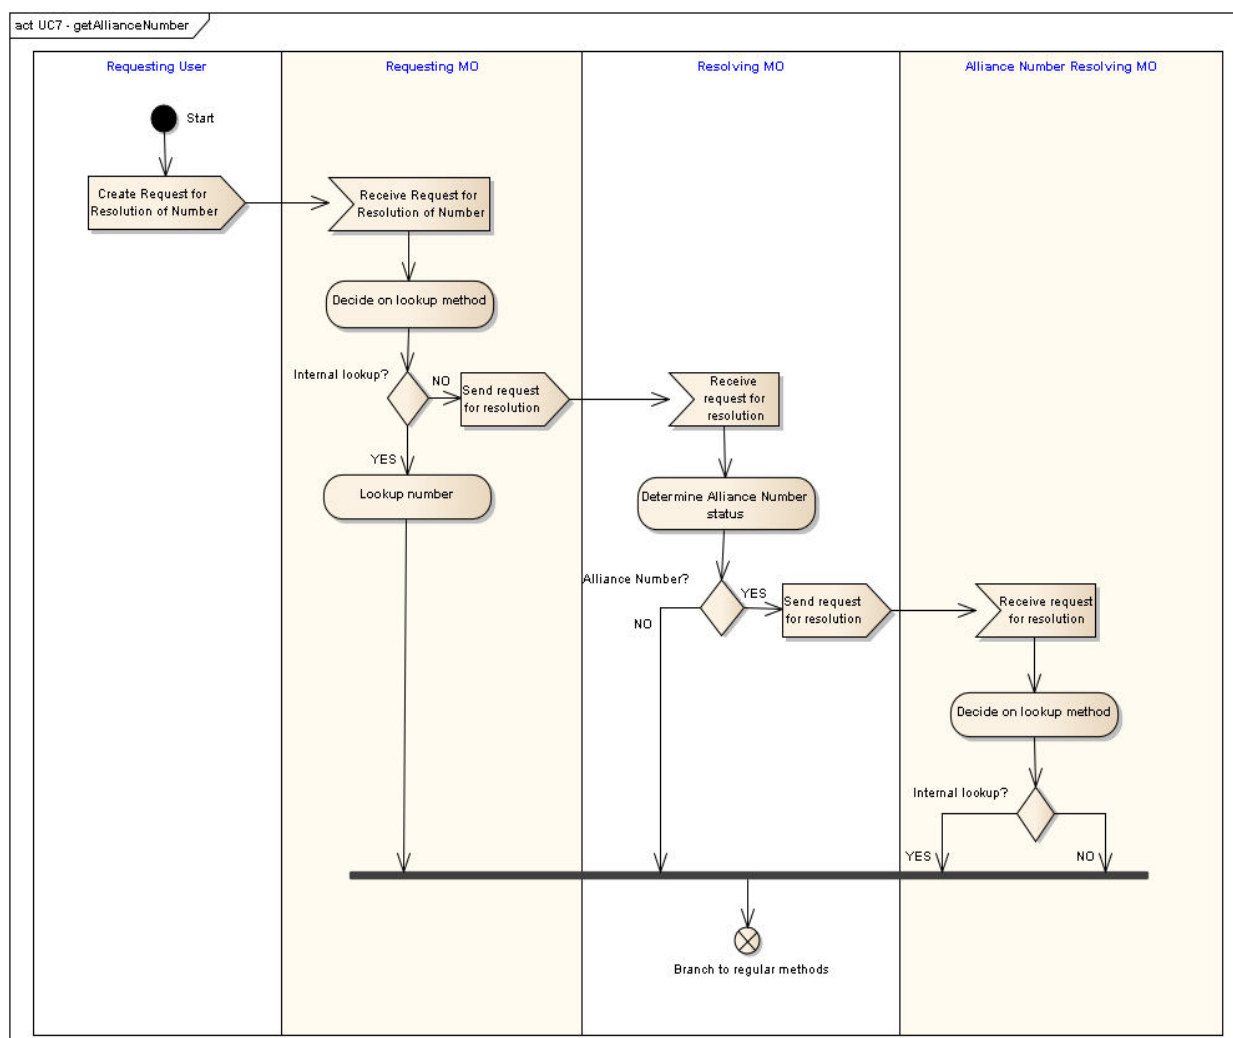 act UC7 - getAllianceNumber
Requesting User
Requesting MO
Resolving MO
Alliance Number Resolving MO
Start
Create Request for
Resolution of Number
Receive Request for
Resolution of Number
Decide on lookup method
Internal lookup?
NO
Send request
for resolution
Receive
request for
resolution
YES
Lookup number
Determine Alliance Number
status
Alliance Number?
YES
NO
Send request
for resolution
Receive request
for resolution
Decide on lookup method
Internal lookup?
YES
NO
Branch to regular methods